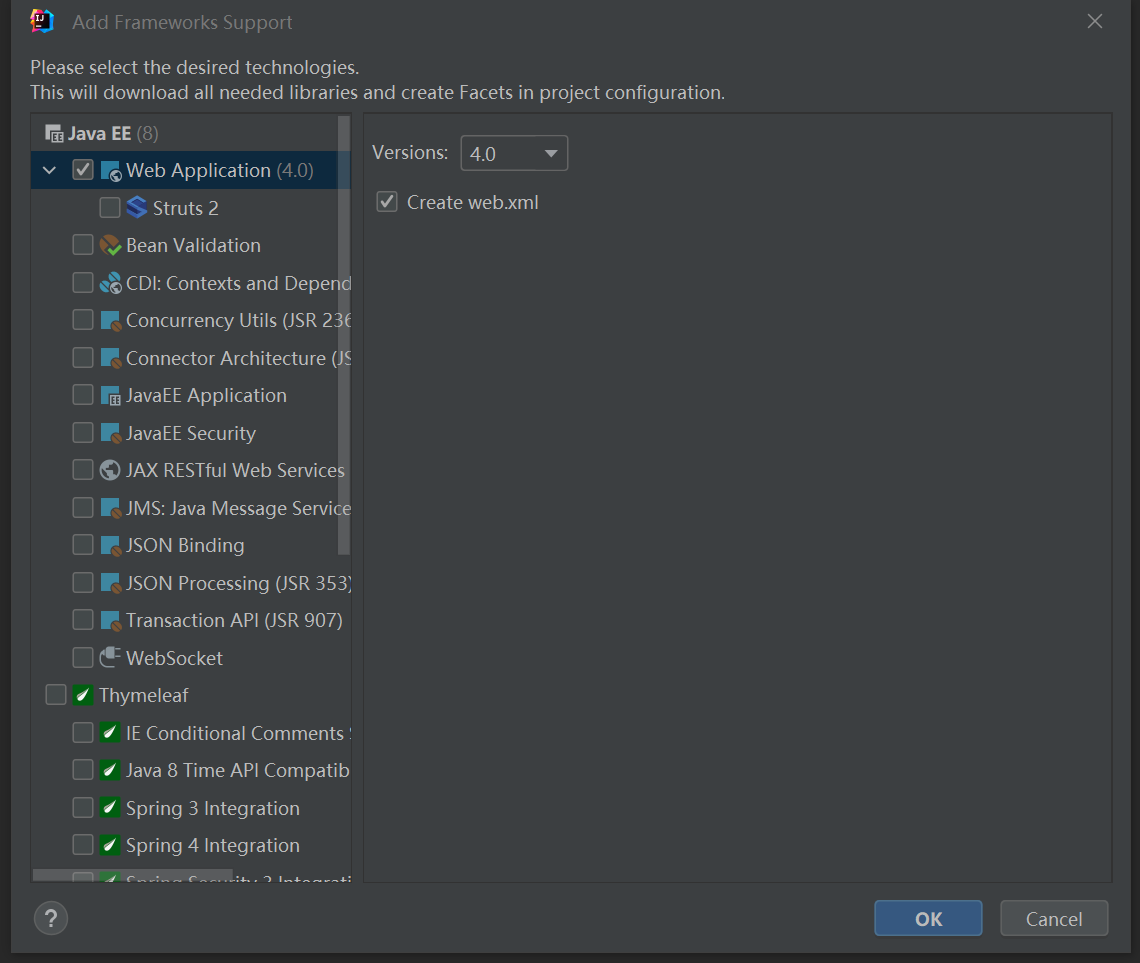 Add Frameworks Support
Please select the desired technologies.
This will download all needed libraries and create Facets in project configuration.
Java EE (8)
Web Application (4.0)
Struts 2
Bean Validation
CDI: Contexts and Depend
Concurrency Utils (JSR 236
Connector Architecture (JS
JavaEE Application
JavaEE Security
JAX RESTful Web Services
JMS: Java Message Service
JSON Binding
JSON Processing (JSR 353)
Transaction API (JSR 907)
WebSocket
Thymeleaf
IE Conditional Comments S
Java 8 Time API Compatib
Spring 3 Integration
Spring 4 Integration
Spring Security 3 Integrati
Versions: 4.0
Create web.xml
? OK Cancel